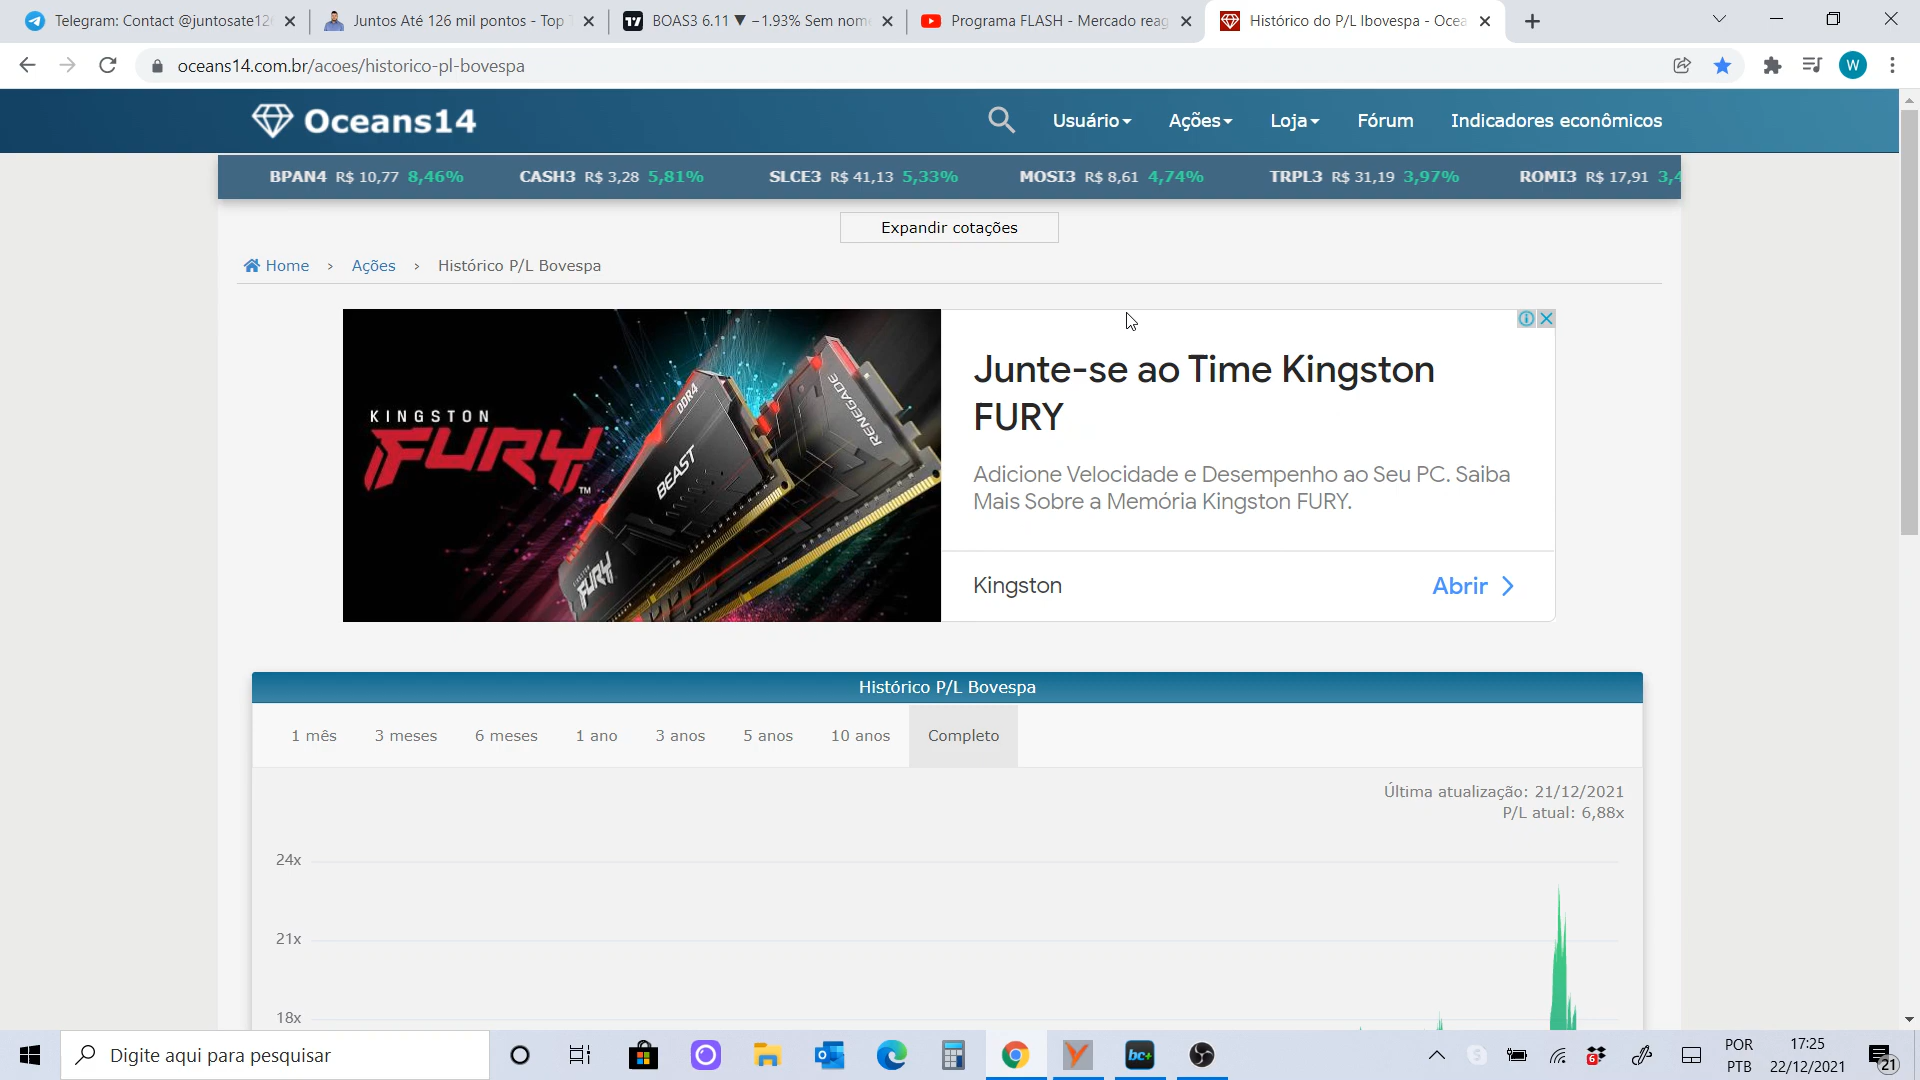 Telegram: Contact @juntosate12
Juntos Até 126 mil pontos - Top
BOAS3 6.11 ▼ −1.93% Sem nom
Programa FLASH - Mercado reag
Histórico do P/L Ibovespa - Ocea
oceans14.com.br/acoes/historico-pl-bovespa
W
Oceans14
Usuário
Ações
Loja
Fórum
Indicadores econômicos
BPAN4 R$ 10,77 8,46%
CASH3 R$ 3,28 5,81%
SLCE3 R$ 41,13 5,33%
MOSI3 R$ 8,61 4,74%
TRPL3 R$ 31,19 3,97%
ROMI3 R$ 17,91 3,4
Expandir cotações
Home › Ações › Histórico P/L Bovespa
KINGSTON
FURY™
DDR4
BEAST
RENEGADE
FURY
Junte-se ao Time Kingston
FURY
Adicione Velocidade e Desempenho ao Seu PC. Saiba
Mais Sobre a Memória Kingston FURY.
Kingston
Abrir
Histórico P/L Bovespa
1 mês
3 meses
6 meses
1 ano
3 anos
5 anos
10 anos
Completo
Última atualização: 21/12/2021
P/L atual: 6,88x
24x
21x
18x
Digite aqui para pesquisar
bc+
6
POR
PTB
17:25
22/12/2021
21